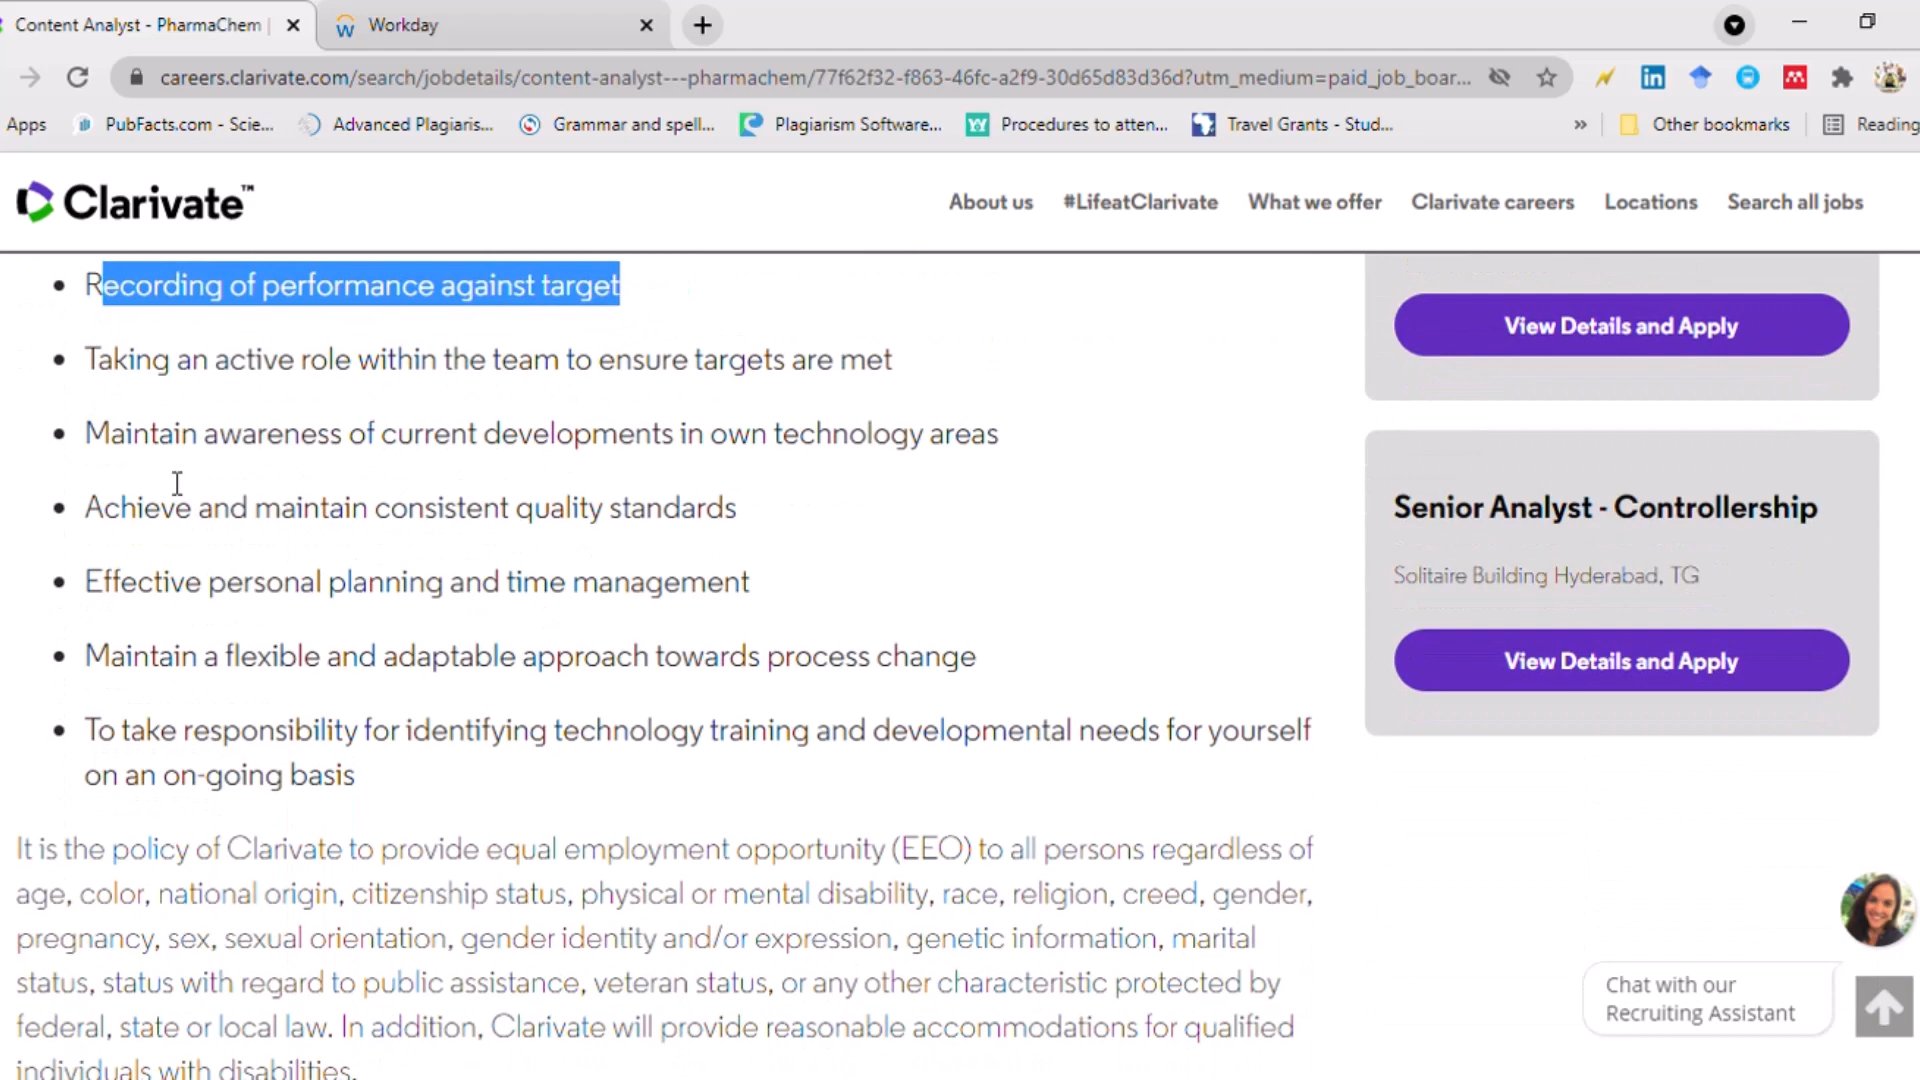 Content Analyst - PharmaChem |
Workday
careers.clarivate.com/search/jobdetails/content-analyst---pharmachem/77f62f32-f863-46fc-a2f9-30d65d83d36d?utm_medium=paid_job_boar...
Apps
PubFacts.com - Scie...
Advanced Plagiaris...
Grammar and spell...
Plagiarism Software...
Procedures to atten...
Travel Grants - Stud...
»
Other bookmarks
Reading
Clarivate™
About us
#LifeatClarivate
What we offer
Clarivate careers
Locations
Search all jobs
• Recording of performance against target
• Taking an active role within the team to ensure targets are met
• Maintain awareness of current developments in own technology areas
• Achieve and maintain consistent quality standards
• Effective personal planning and time management
• Maintain a flexible and adaptable approach towards process change
• To take responsibility for identifying technology training and developmental needs for yourself
on an on-going basis
It is the policy of Clarivate to provide equal employment opportunity (EEO) to all persons regardless of
age, color, national origin, citizenship status, physical or mental disability, race, religion, creed, gender,
pregnancy, sex, sexual orientation, gender identity and/or expression, genetic information, marital
status, status with regard to public assistance, veteran status, or any other characteristic protected by
federal, state or local law. In addition, Clarivate will provide reasonable accommodations for qualified
individuals with disabilities.
View Details and Apply
Senior Analyst - Controllership
Solitaire Building Hyderabad, TG
View Details and Apply
Chat with our
Recruiting Assistant